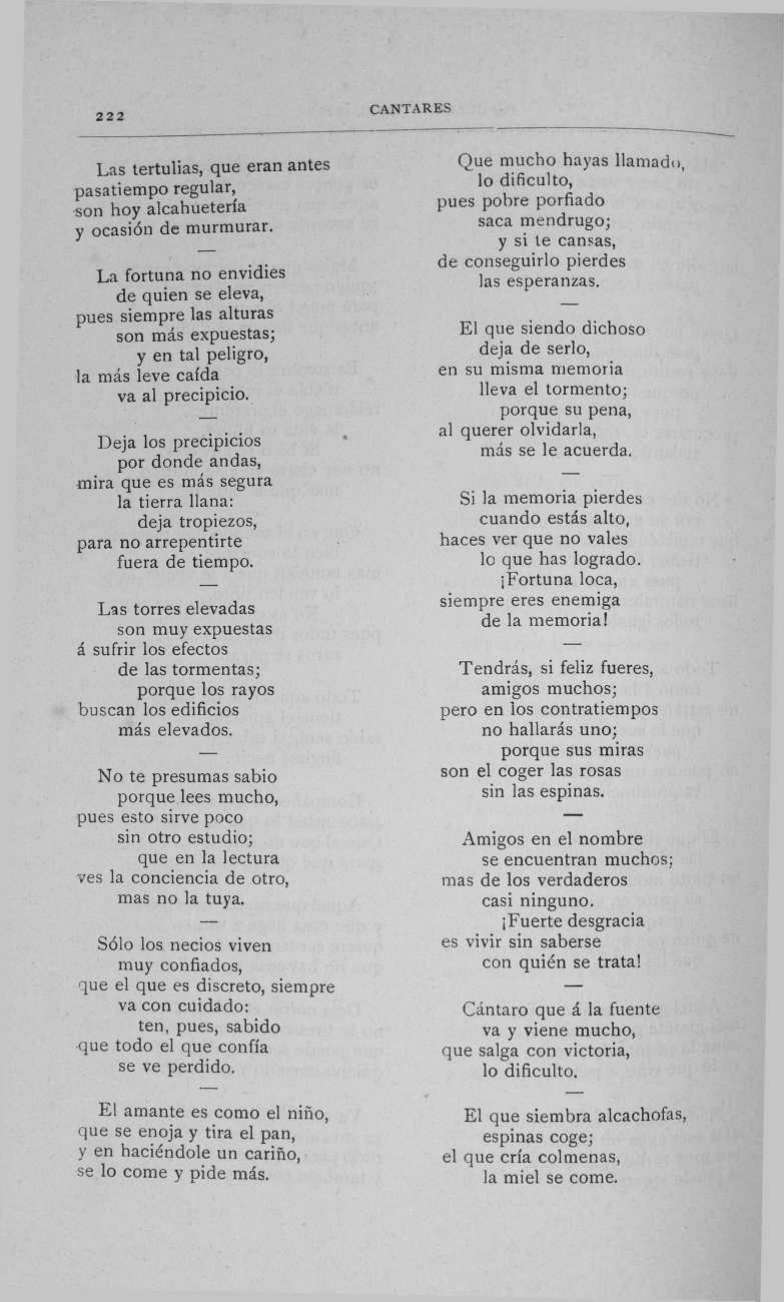 222
CANTARES
Las tertulias, que eran antes
pasatiempo regular,
son hoy alcahuetería
y ocasión de murmurar.
—
La fortuna no envidies
de quien se eleva,
pues siempre las alturas
son más expuestas;
y en tal peligro,
la más leve caída
va al precipicio.
—
Deja los precipicios
por donde andas,
mira que es más segura
la tierra llana:
deja tropiezos,
para no arrepentirte
fuera de tiempo.
—
Las torres elevadas
son muy expuestas
á sufrir los efectos
de las tormentas;
porque los rayos
buscan los edificios
más elevados.
—
No te presumas sabio
porque lees mucho,
pues esto sirve poco
sin otro estudio;
que en la lectura
ves la conciencia de otro,
mas no la tuya.
—
Sólo los necios viven
muy confiados,
que el que es discreto, siempre
va con cuidado:
ten, pues, sabido
que todo el que confía
se ve perdido.
—
El amante es como el niño,
que se enoja y tira el pan,
y en haciéndole un cariño,
se lo come y pide más.
Que mucho hayas llamado,
lo dificulto,
pues pobre porfiado
saca mendrugo;
y si te cansas,
de conseguirlo pierdes
las esperanzas.
—
El que siendo dichoso
deja de serlo,
en su misma memoria
lleva el tormento;
porque su pena,
al querer olvidarla,
más se le acuerda.
—
Si la memoria pierdes
cuando estás alto,
haces ver que no vales
lo que has logrado.
¡Fortuna loca,
siempre eres enemiga
de la memoria!
—
Tendrás, si feliz fueres,
amigos muchos;
pero en los contratiempos
no hallarás uno;
porque sus miras
son el coger las rosas
sin las espinas.
—
Amigos en el nombre
se encuentran muchos;
mas de los verdaderos
casi ninguno.
¡Fuerte desgracia
es vivir sin saberse
con quién se trata!
—
Cántaro que á la fuente
va y viene mucho,
que salga con victoria,
lo dificulto.
—
El que siembra alcachofas,
espinas coge;
el que cría colmenas,
la miel se come.